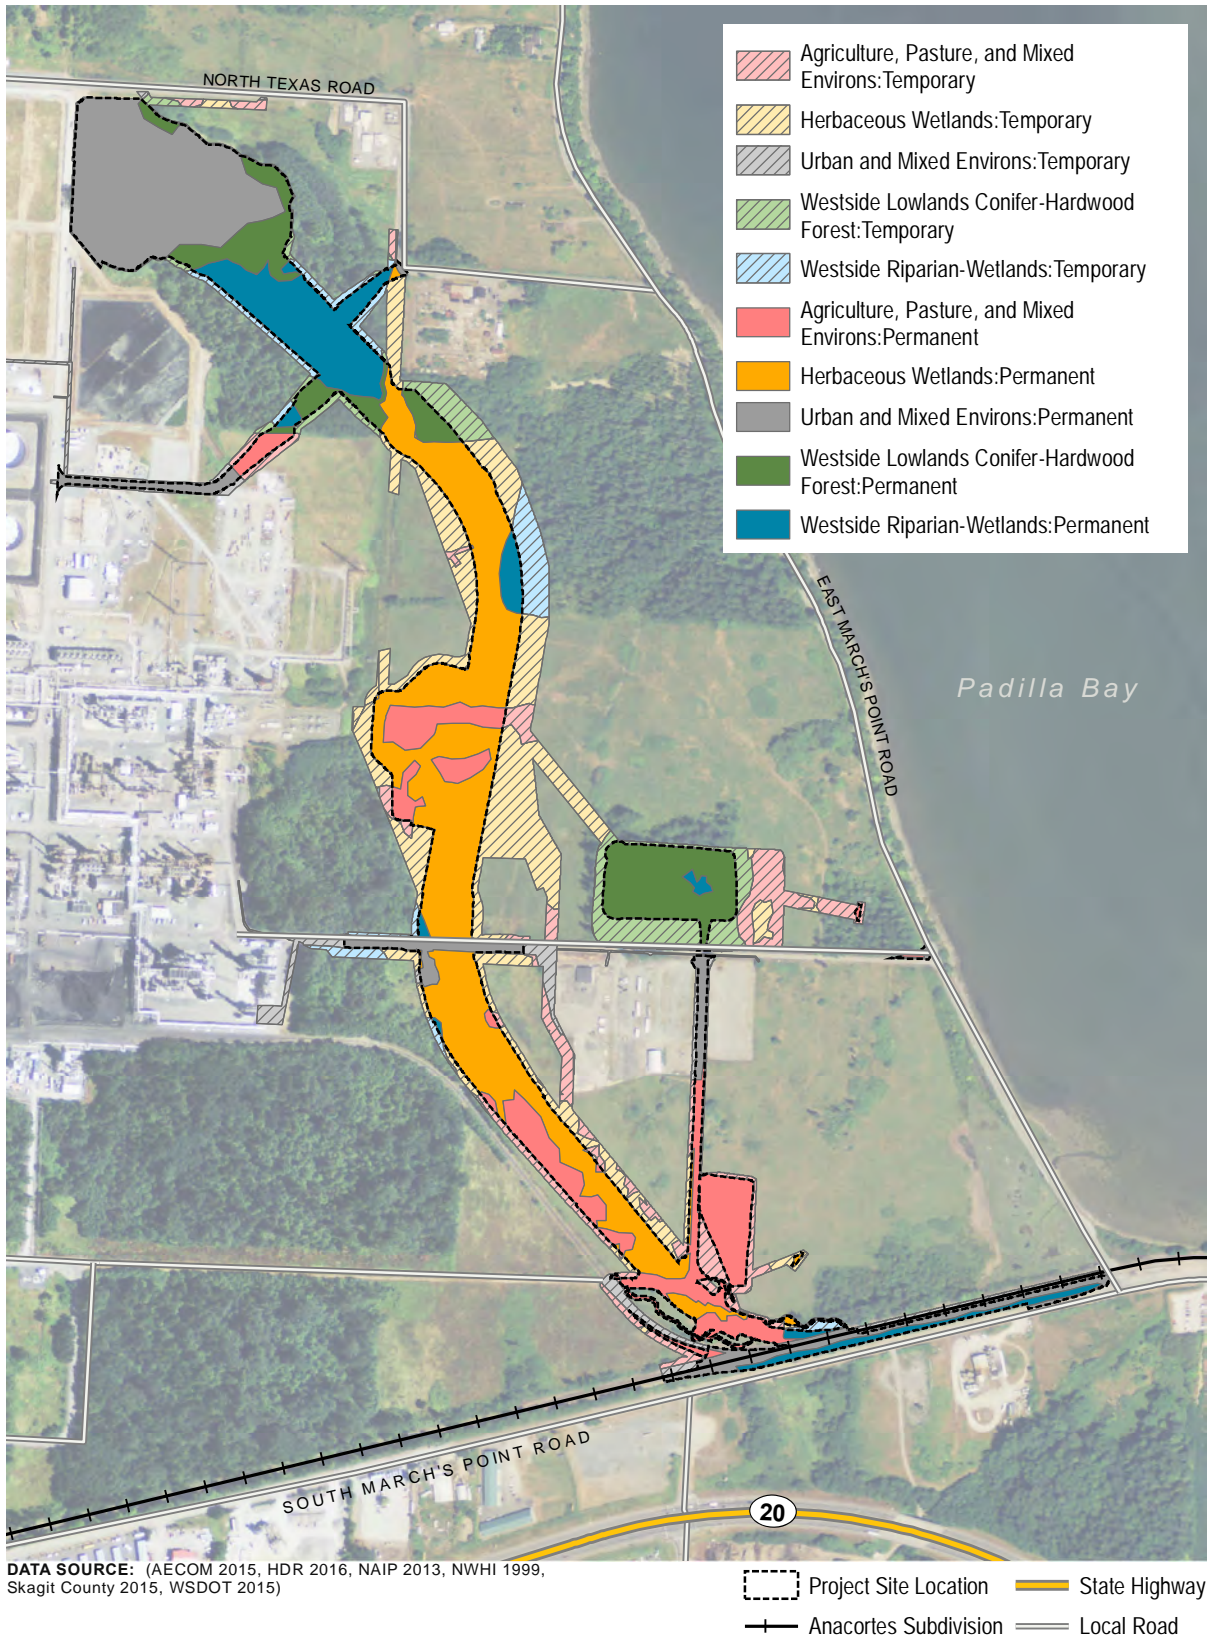 NORTH TEXAS ROAD
Agriculture, Pasture, and Mixed
Environs:Temporary
Herbaceous Wetlands:Temporary
Urban and Mixed Environs:Temporary
Westside Lowlands Conifer-Hardwood
Forest:Temporary
Westside Riparian-Wetlands:Temporary
Agriculture, Pasture, and Mixed
Environs:Permanent
Herbaceous Wetlands:Permanent
Urban and Mixed Environs:Permanent
Westside Lowlands Conifer-Hardwood
Forest:Permanent
Westside Riparian-Wetlands:Permanent
EAST MARCH'S POINT ROAD
Padilla Bay
SOUTH MARCH'S POINT ROAD
20
DATA SOURCE: (AECOM 2015, HDR 2016, NAIP 2013, NWHI 1999,
Skagit County 2015, WSDOT 2015)
Project Site Location
State Highway
Anacortes Subdivision
Local Road